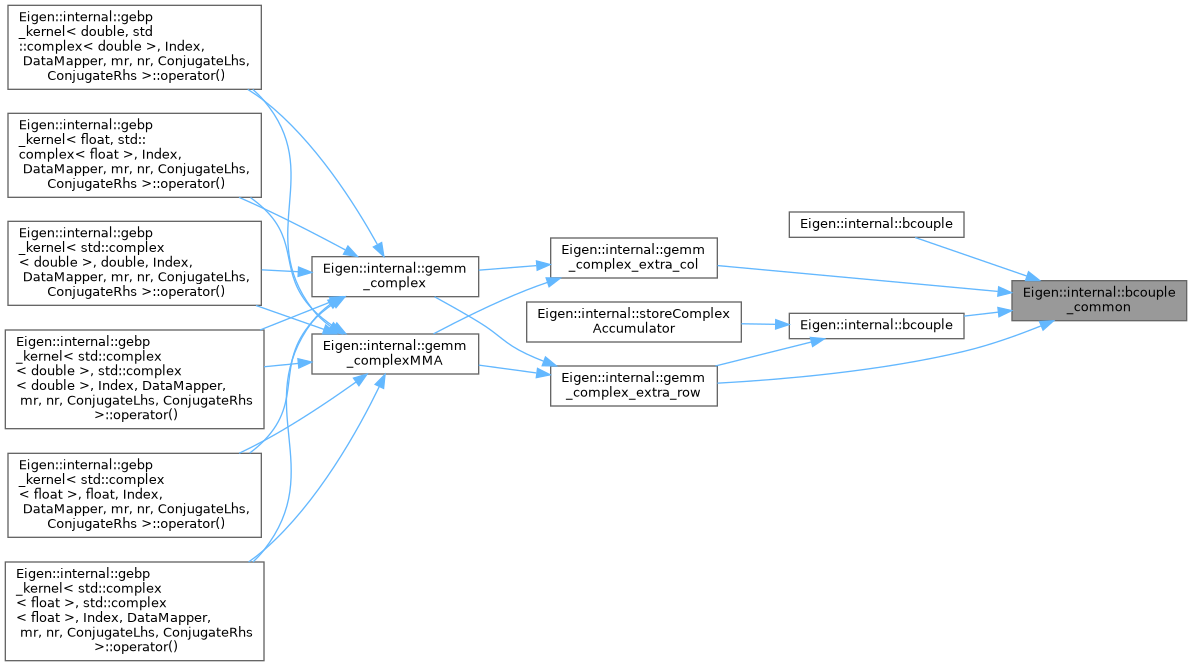 Eigen::internal::gebp
_kernel< double, std
::complex< double >, Index,
DataMapper, mr, nr, ConjugateLhs,
ConjugateRhs >::operator()
Eigen::internal::gebp
_kernel< float, std::
complex< float >, Index,
DataMapper, mr, nr, ConjugateLhs,
ConjugateRhs >::operator()
Eigen::internal::gebp
_kernel< std::complex
< double >, double, Index,
DataMapper, mr, nr, ConjugateLhs,
ConjugateRhs >::operator()
Eigen::internal::gebp
_kernel< std::complex
< double >, std::complex
< double >, Index, DataMapper,
mr, nr, ConjugateLhs, ConjugateRhs
>::operator()
Eigen::internal::gebp
_kernel< std::complex
< float >, float, Index,
DataMapper, mr, nr, ConjugateLhs,
ConjugateRhs >::operator()
Eigen::internal::gebp
_kernel< std::complex
< float >, std::complex
< float >, Index, DataMapper,
mr, nr, ConjugateLhs, ConjugateRhs
>::operator()
Eigen::internal::gemm
_complex
Eigen::internal::gemm
_complexMMA
Eigen::internal::gemm
_complex_extra_col
Eigen::internal::storeComplex
Accumulator
Eigen::internal::gemm
_complex_extra_row
Eigen::internal::bcouple
Eigen::internal::bcouple
Eigen::internal::bcouple
_common